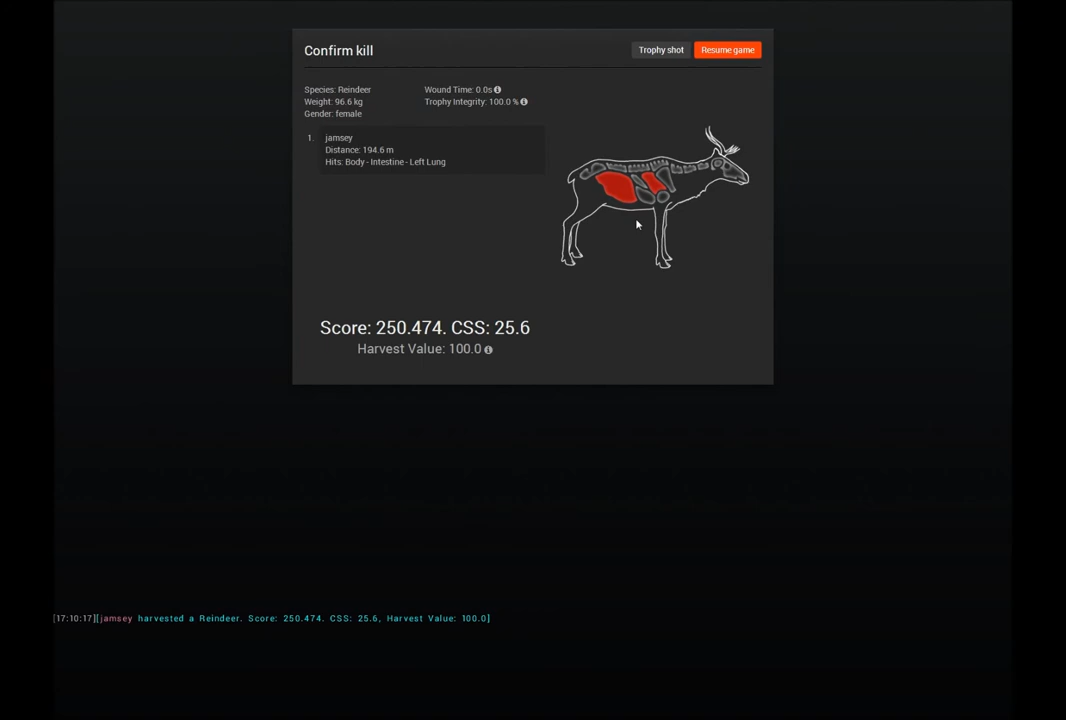 Confirm kill
Trophy shot
Resume game
Species: Reindeer
Weight: 96.6 kg
Gender: female
Wound Time: 0.0s
Trophy Integrity: 100.0 %
1.
jamsey
Distance: 194.6 m
Hits: Body - Intestine - Left Lung
Score: 250.474. CSS: 25.6
Harvest Value: 100.0
[17:10:17][jamsey harvested a Reindeer. Score: 250.474. CSS: 25.6, Harvest Value: 100.0]